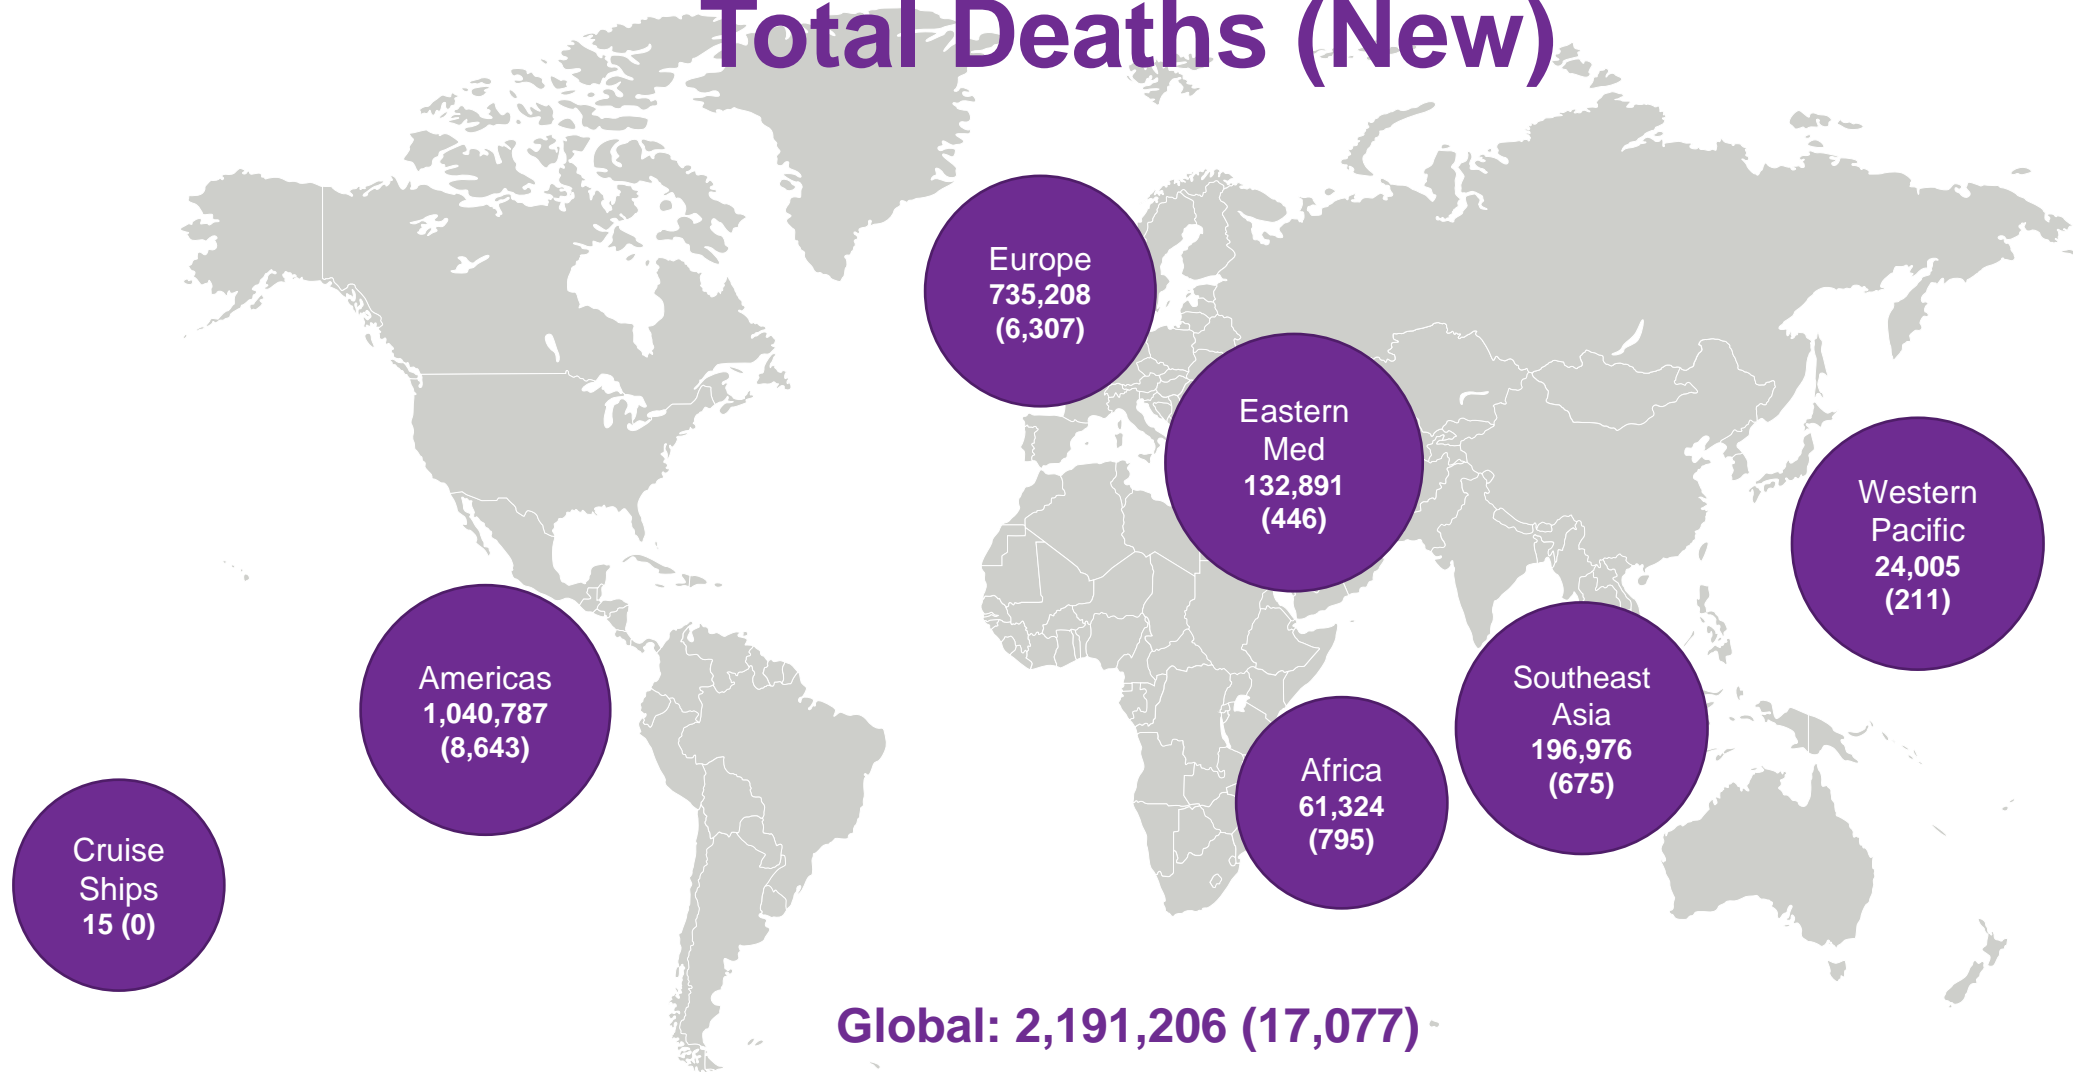 Total Deaths (New)
Europe
735,208
(6,307)
Eastern
Med
132,891
(446)
Western
Pacific
24,005
(211)
Americas
1,040,787
(8,643)
Southeast
Asia
196,976
(675)
Africa
61,324
(795)
Cruise
Ships
15 (0)
Global: 2,191,206 (17,077)